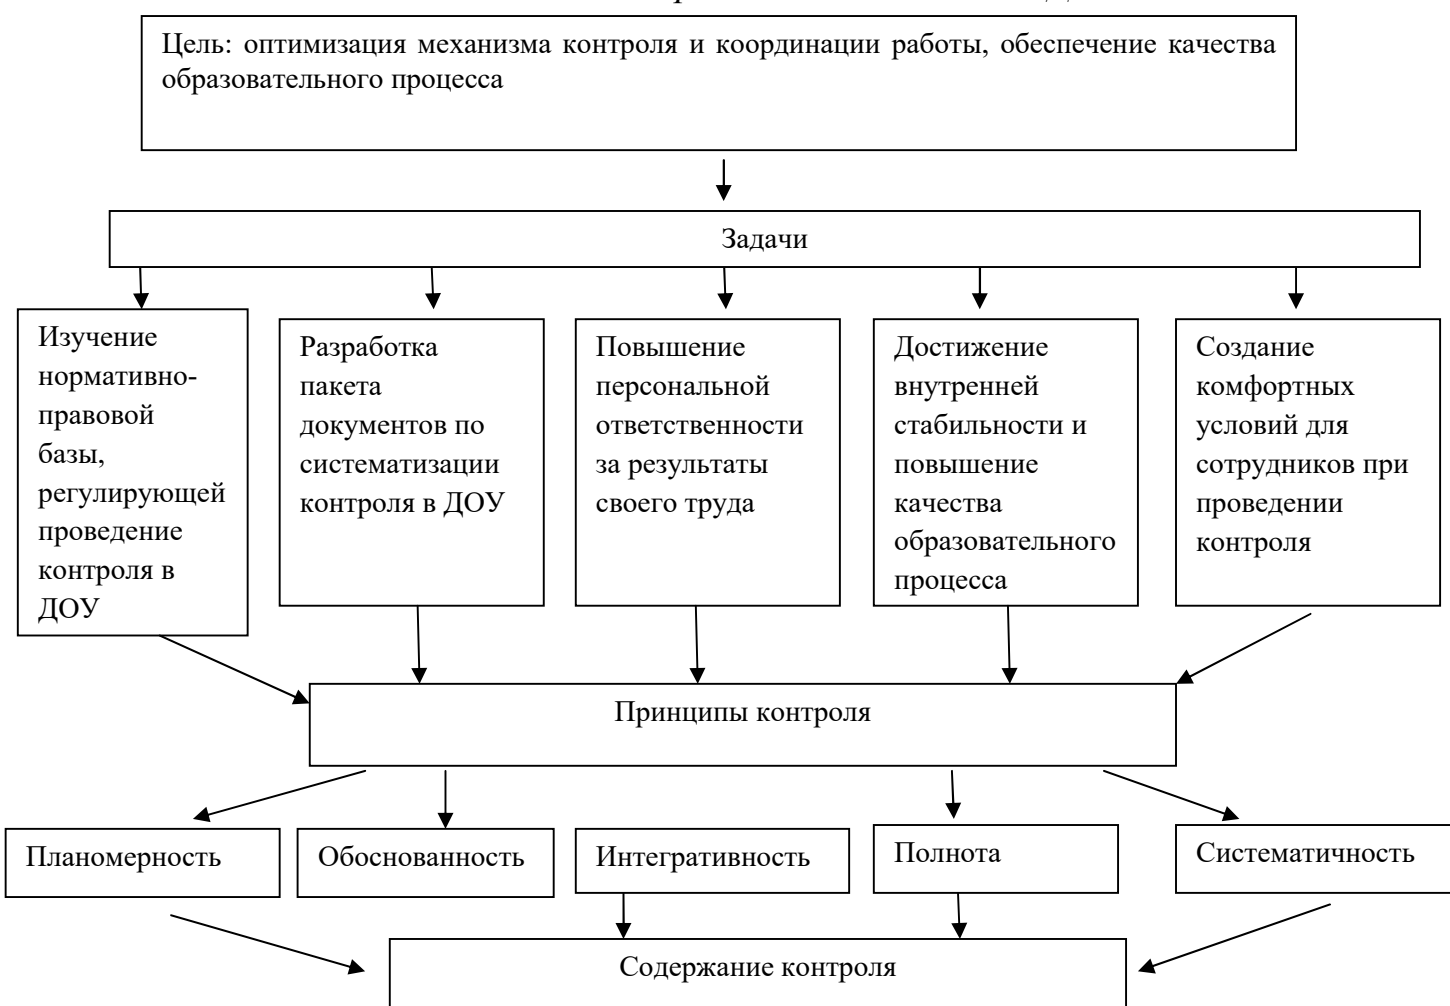 Цель: оптимизация механизма контроля и координации работы, обеспечение качества
образовательного процесса
Задачи
Изучение
нормативно-
правовой
базы,
регулирующей
проведение
контроля в
ДОУ
Разработка
пакета
документов по
систематизации
контроля в ДОУ
Повышение
персональной
ответственности
за результаты
своего труда
Достижение
внутренней
стабильности и
повышение
качества
образовательного
процесса
Создание
комфортных
условий для
сотрудников при
проведении
контроля
Принципы контроля
Планомерность
Обоснованность
Интегративность
Полнота
Систематичность
Содержание контроля